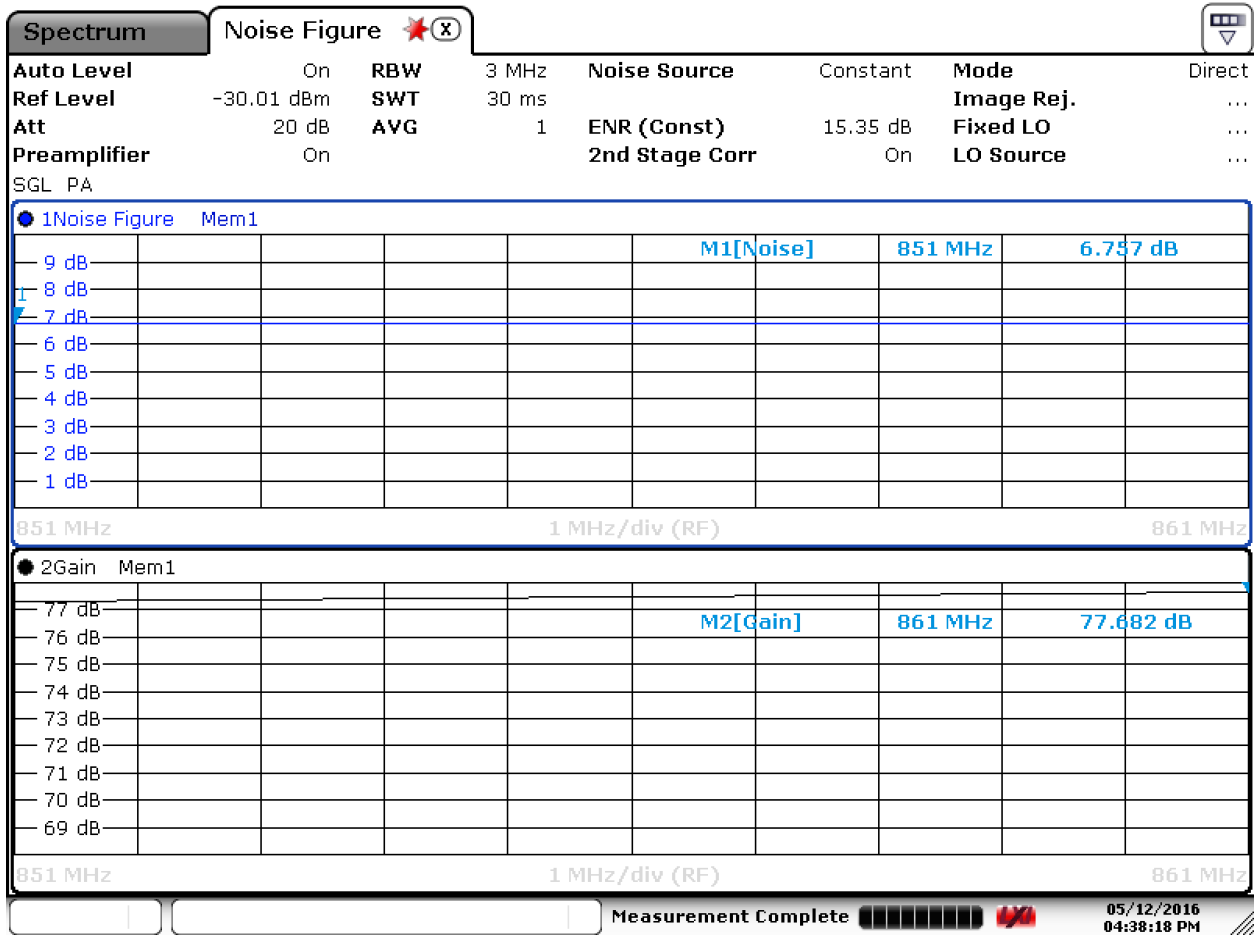 Spectrum Noise Figure X
Auto Level On RBW 3 MHz Noise Source Constant Mode Direct
Ref Level -30.01 dBm SWT 30 ms Image Rej. ...
Att 20 dB AVG 1 ENR (Const) 15.35 dB Fixed LO ...
Preamplifier On 2nd Stage Corr On LO Source ...
SGL PA
1Noise Figure Mem1
M1[Noise] 851 MHz 6.757 dB
9 dB
8 dB
1
7 dB
6 dB
5 dB
4 dB
3 dB
2 dB
1 dB
851 MHz 1 MHz/div (RF) 861 MHz
2Gain Mem1
77 dB
M2[Gain] 861 MHz 77.682 dB
76 dB
75 dB
74 dB
73 dB
72 dB
71 dB
70 dB
69 dB
851 MHz 1 MHz/div (RF) 861 MHz
Measurement Complete LXI 05/12/2016
04:38:18 PM